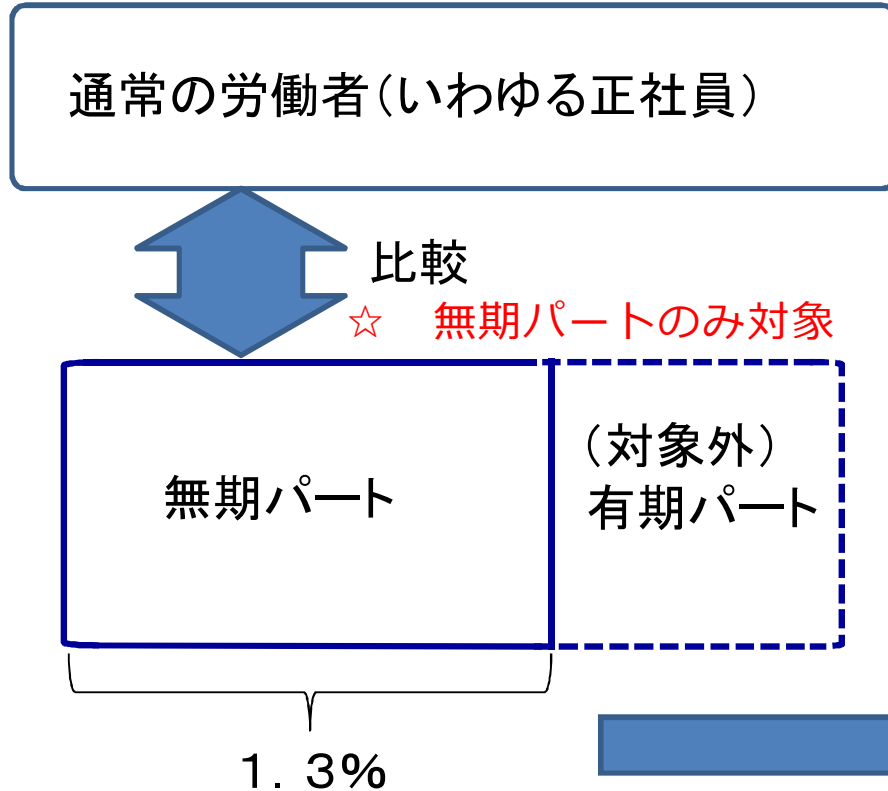 通常の労働者(いわゆる正社員)
比較
☆ 無期パートのみ対象
(対象外)
無期パート
有期パート
1.3%